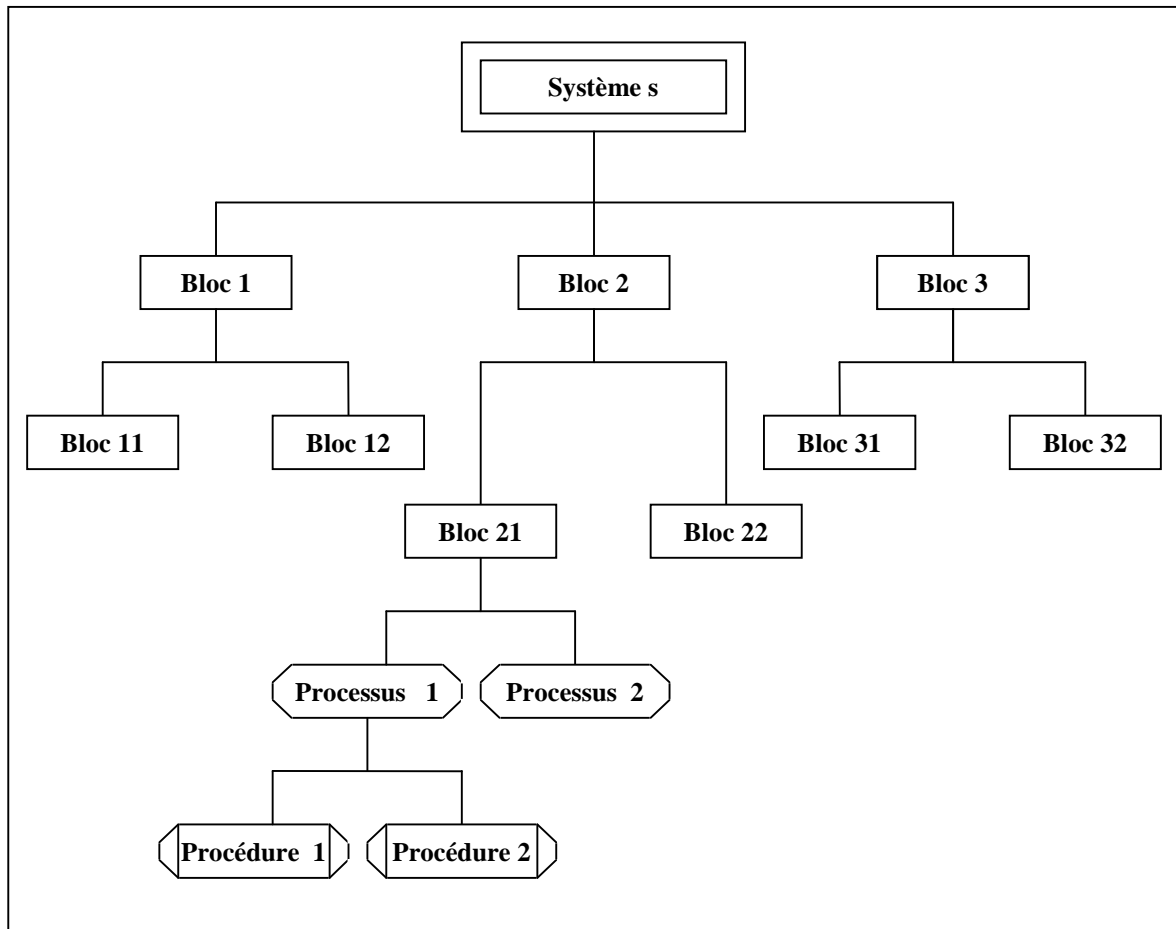 Système s
Bloc 1
Bloc 2
Bloc 3
Bloc 11
Bloc 12
Bloc 31
Bloc 32
Bloc 21
Bloc 22
Processus 1
Processus 2
Procédure 1
Procédure 2